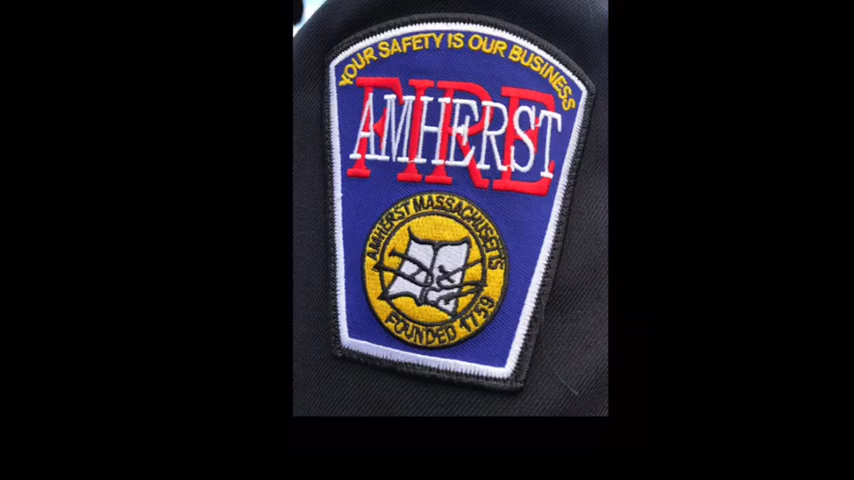 YOUR SAFETY IS OUR BUSINESS
FIRE
AMHERST
AMHERST MASSACHUSETTS
FOUNDED 1759